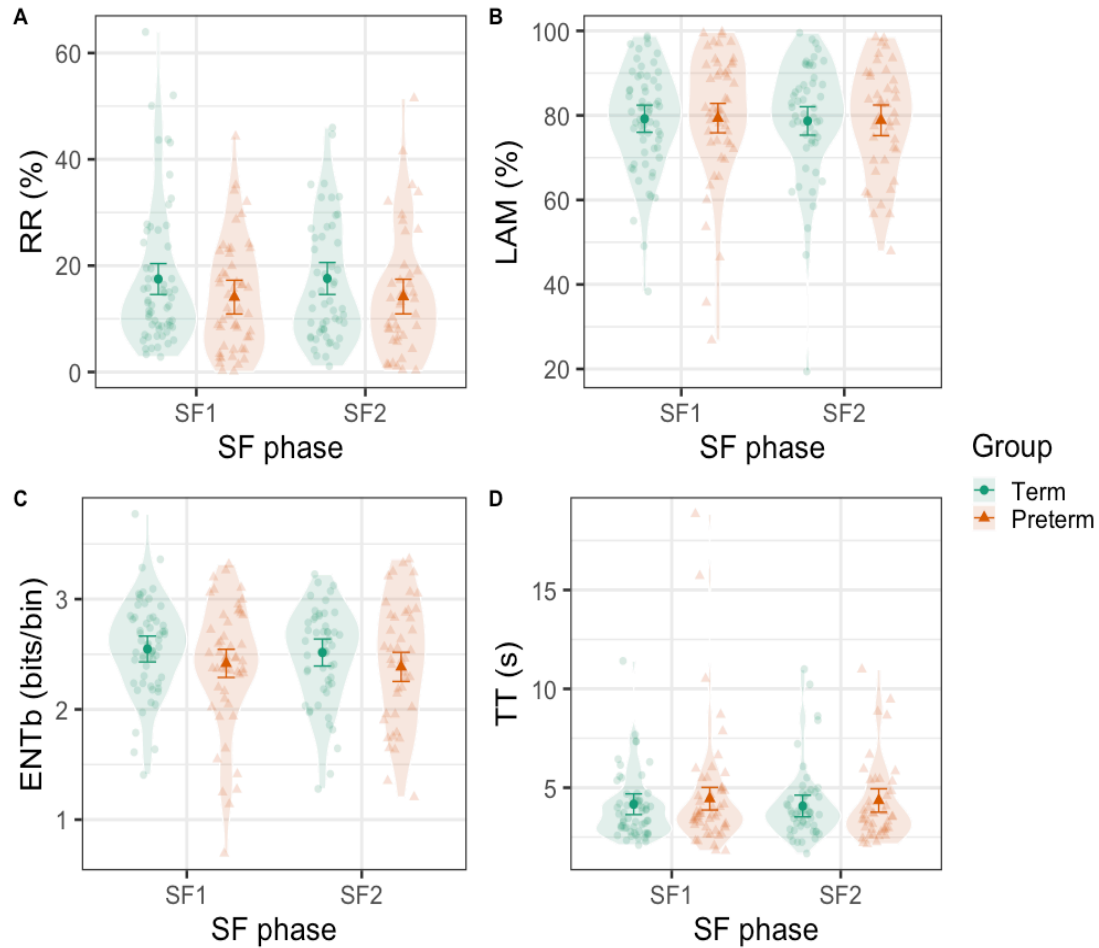 A
RR (%)
60
40
20
0
SF1 SF2
SF phase
B
LAM (%)
100
80
60
40
20
SF1 SF2
SF phase
C
ENTb (bits/bin)
3
2
1
SF1 SF2
SF phase
D
TT (s)
15
10
5
SF1 SF2
SF phase
Group
Term
Preterm